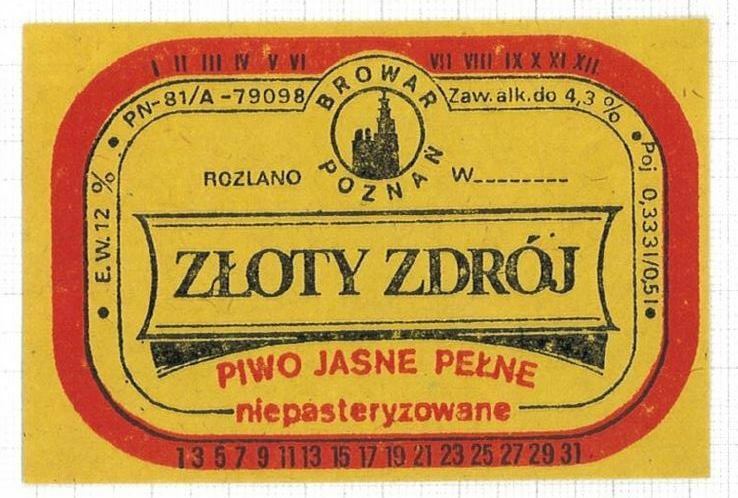 I II III IV V VI VII VIII IX X XI XII
PN-81/A-79098
BROWAR
POZNAŃ
Zaw. alk. do 4,3 %
E.W. 12 %
Poj 0,333l/0,5l
ROZLANO W
ZŁOTY ZDRÓJ
PIWO JASNE PEŁNE
niepasteryzowane
1 3 5 7 9 11 13 15 17 19 21 23 25 27 29 31